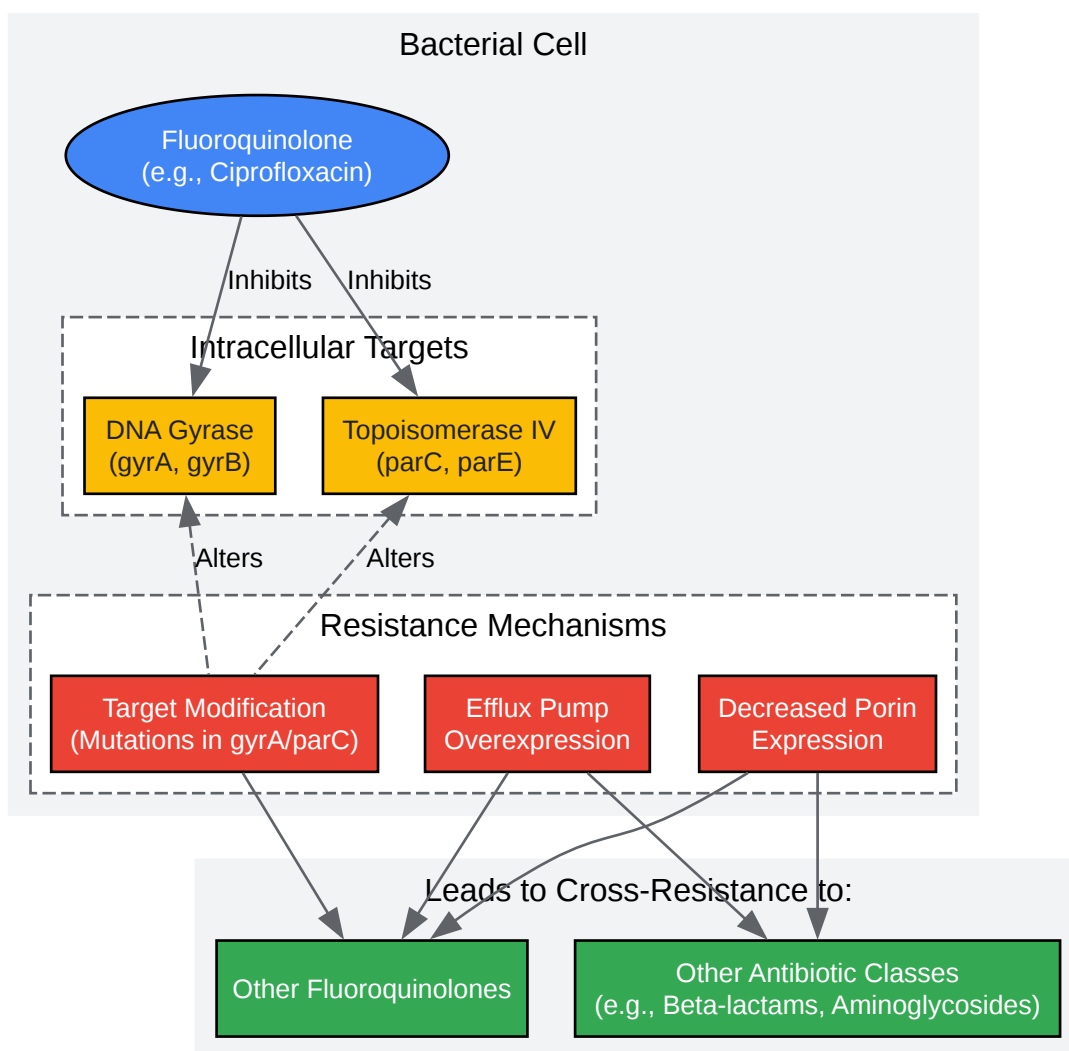 Bacterial Cell
Fluoroquinolone
(e.g., Ciprofloxacin)
Inhibits
Inhibits
Intracellular Targets
DNA Gyrase
(gyrA, gyrB)
Topoisomerase IV
(parC, parE)
Alters
Alters
Resistance Mechanisms
Target Modification
(Mutations in gyrA/parC)
Efflux Pump
Overexpression
Decreased Porin
Expression
Leads to Cross-Resistance to:
Other Fluoroquinolones
Other Antibiotic Classes
(e.g., Beta-lactams, Aminoglycosides)